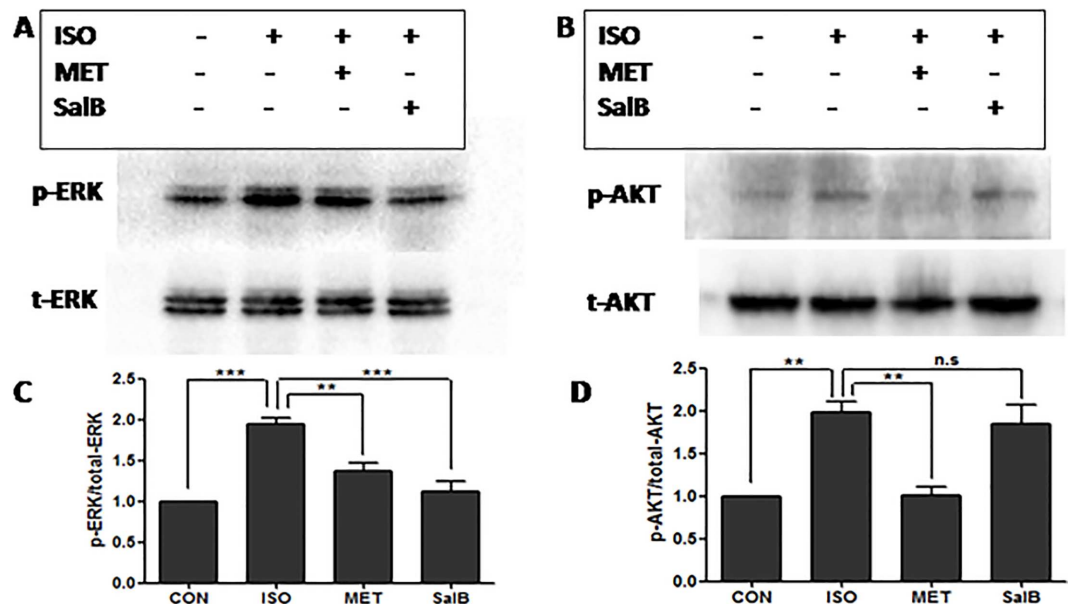 A
ISO - + + +
MET - - + -
SalB - - - +
p-ERK
t-ERK
B
ISO - + + +
MET - - + -
SalB - - - +
p-AKT
t-AKT
C
p-ERK/total-ERK
2.5
2.0
1.5
1.0
0.5
0.0
***
**
***
CON ISO MET SalB
D
p-AKT/total-AKT
2.5
2.0
1.5
1.0
0.5
0.0
**
**
n.s
CON ISO MET SalB